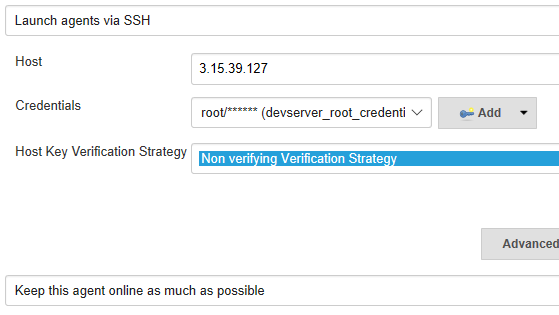 Launch agents via SSH
Host
3.15.39.127
Credentials
root/****** (devserver_root_credenti
Add
Host Key Verification Strategy
Non verifying Verification Strategy
Advanced
Keep this agent online as much as possible